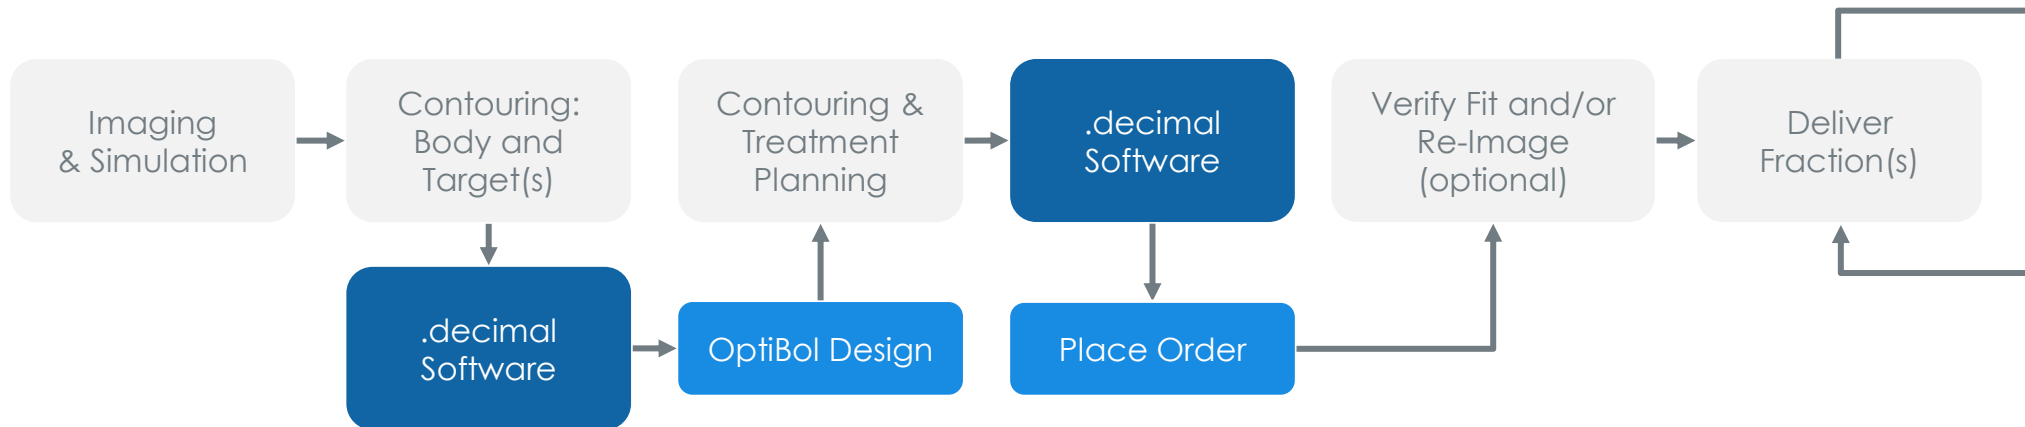 Imaging
& Simulation
Contouring:
Body and
Target(s)
.decimal
Software
OptiBol Design
Contouring &
Treatment
Planning
.decimal
Software
Place Order
Verify Fit and/or
Re-Image
(optional)
Deliver
Fraction(s)